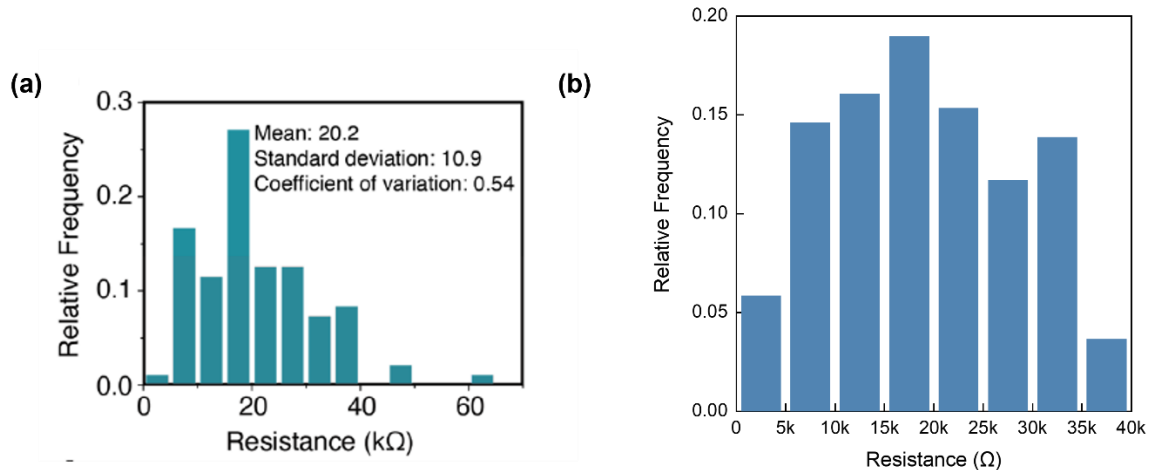 (a)
0.3
0.2
0.1
0.0
Relative Frequency
Mean: 20.2
Standard deviation: 10.9
Coefficient of variation: 0.54
0 20 40 60
Resistance (kΩ)
(b)
0.20
0.15
0.10
0.05
0.00
Relative Frequency
0 5k 10k 15k 20k 25k 30k 35k 40k
Resistance (Ω)